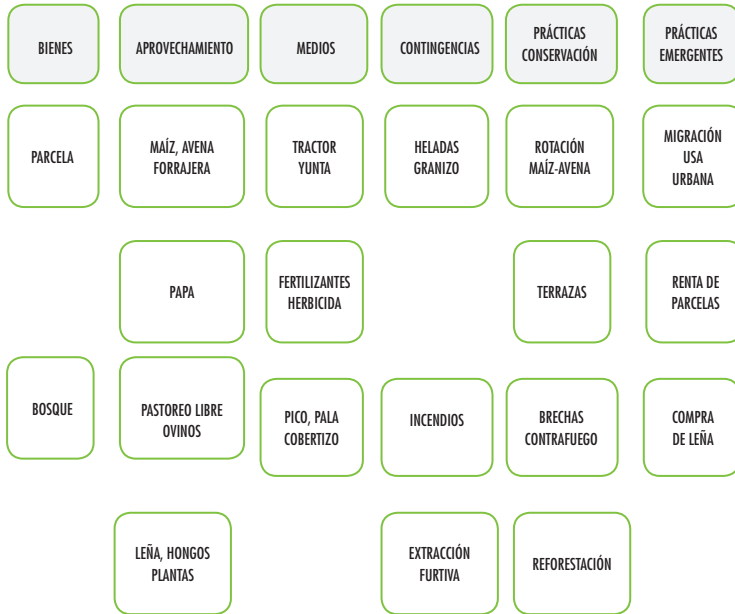 BIENES
APROVECHAMIENTO
MEDIOS
CONTINGENCIAS
PRÁCTICAS
CONSERVACIÓN
PRÁCTICAS
EMERGENTES
PARCELA
MAÍZ, AVENA
FORRAJERA
TRACTOR
YUNTA
HELADAS
GRANIZO
ROTACIÓN
MAÍZ-AVENA
MIGRACIÓN
USA
URBANA
PAPA
FERTILIZANTES
HERBICIDA
TERRAZAS
RENTA DE
PARCELAS
BOSQUE
PASTOREO LIBRE
OVINOS
PICO, PALA
COBERTIZO
INCENDIOS
BRECHAS
CONTRAFUEGO
COMPRA
DE LEÑA
LEÑA, HONGOS
PLANTAS
EXTRACCIÓN
FURTIVA
REFORESTACIÓN